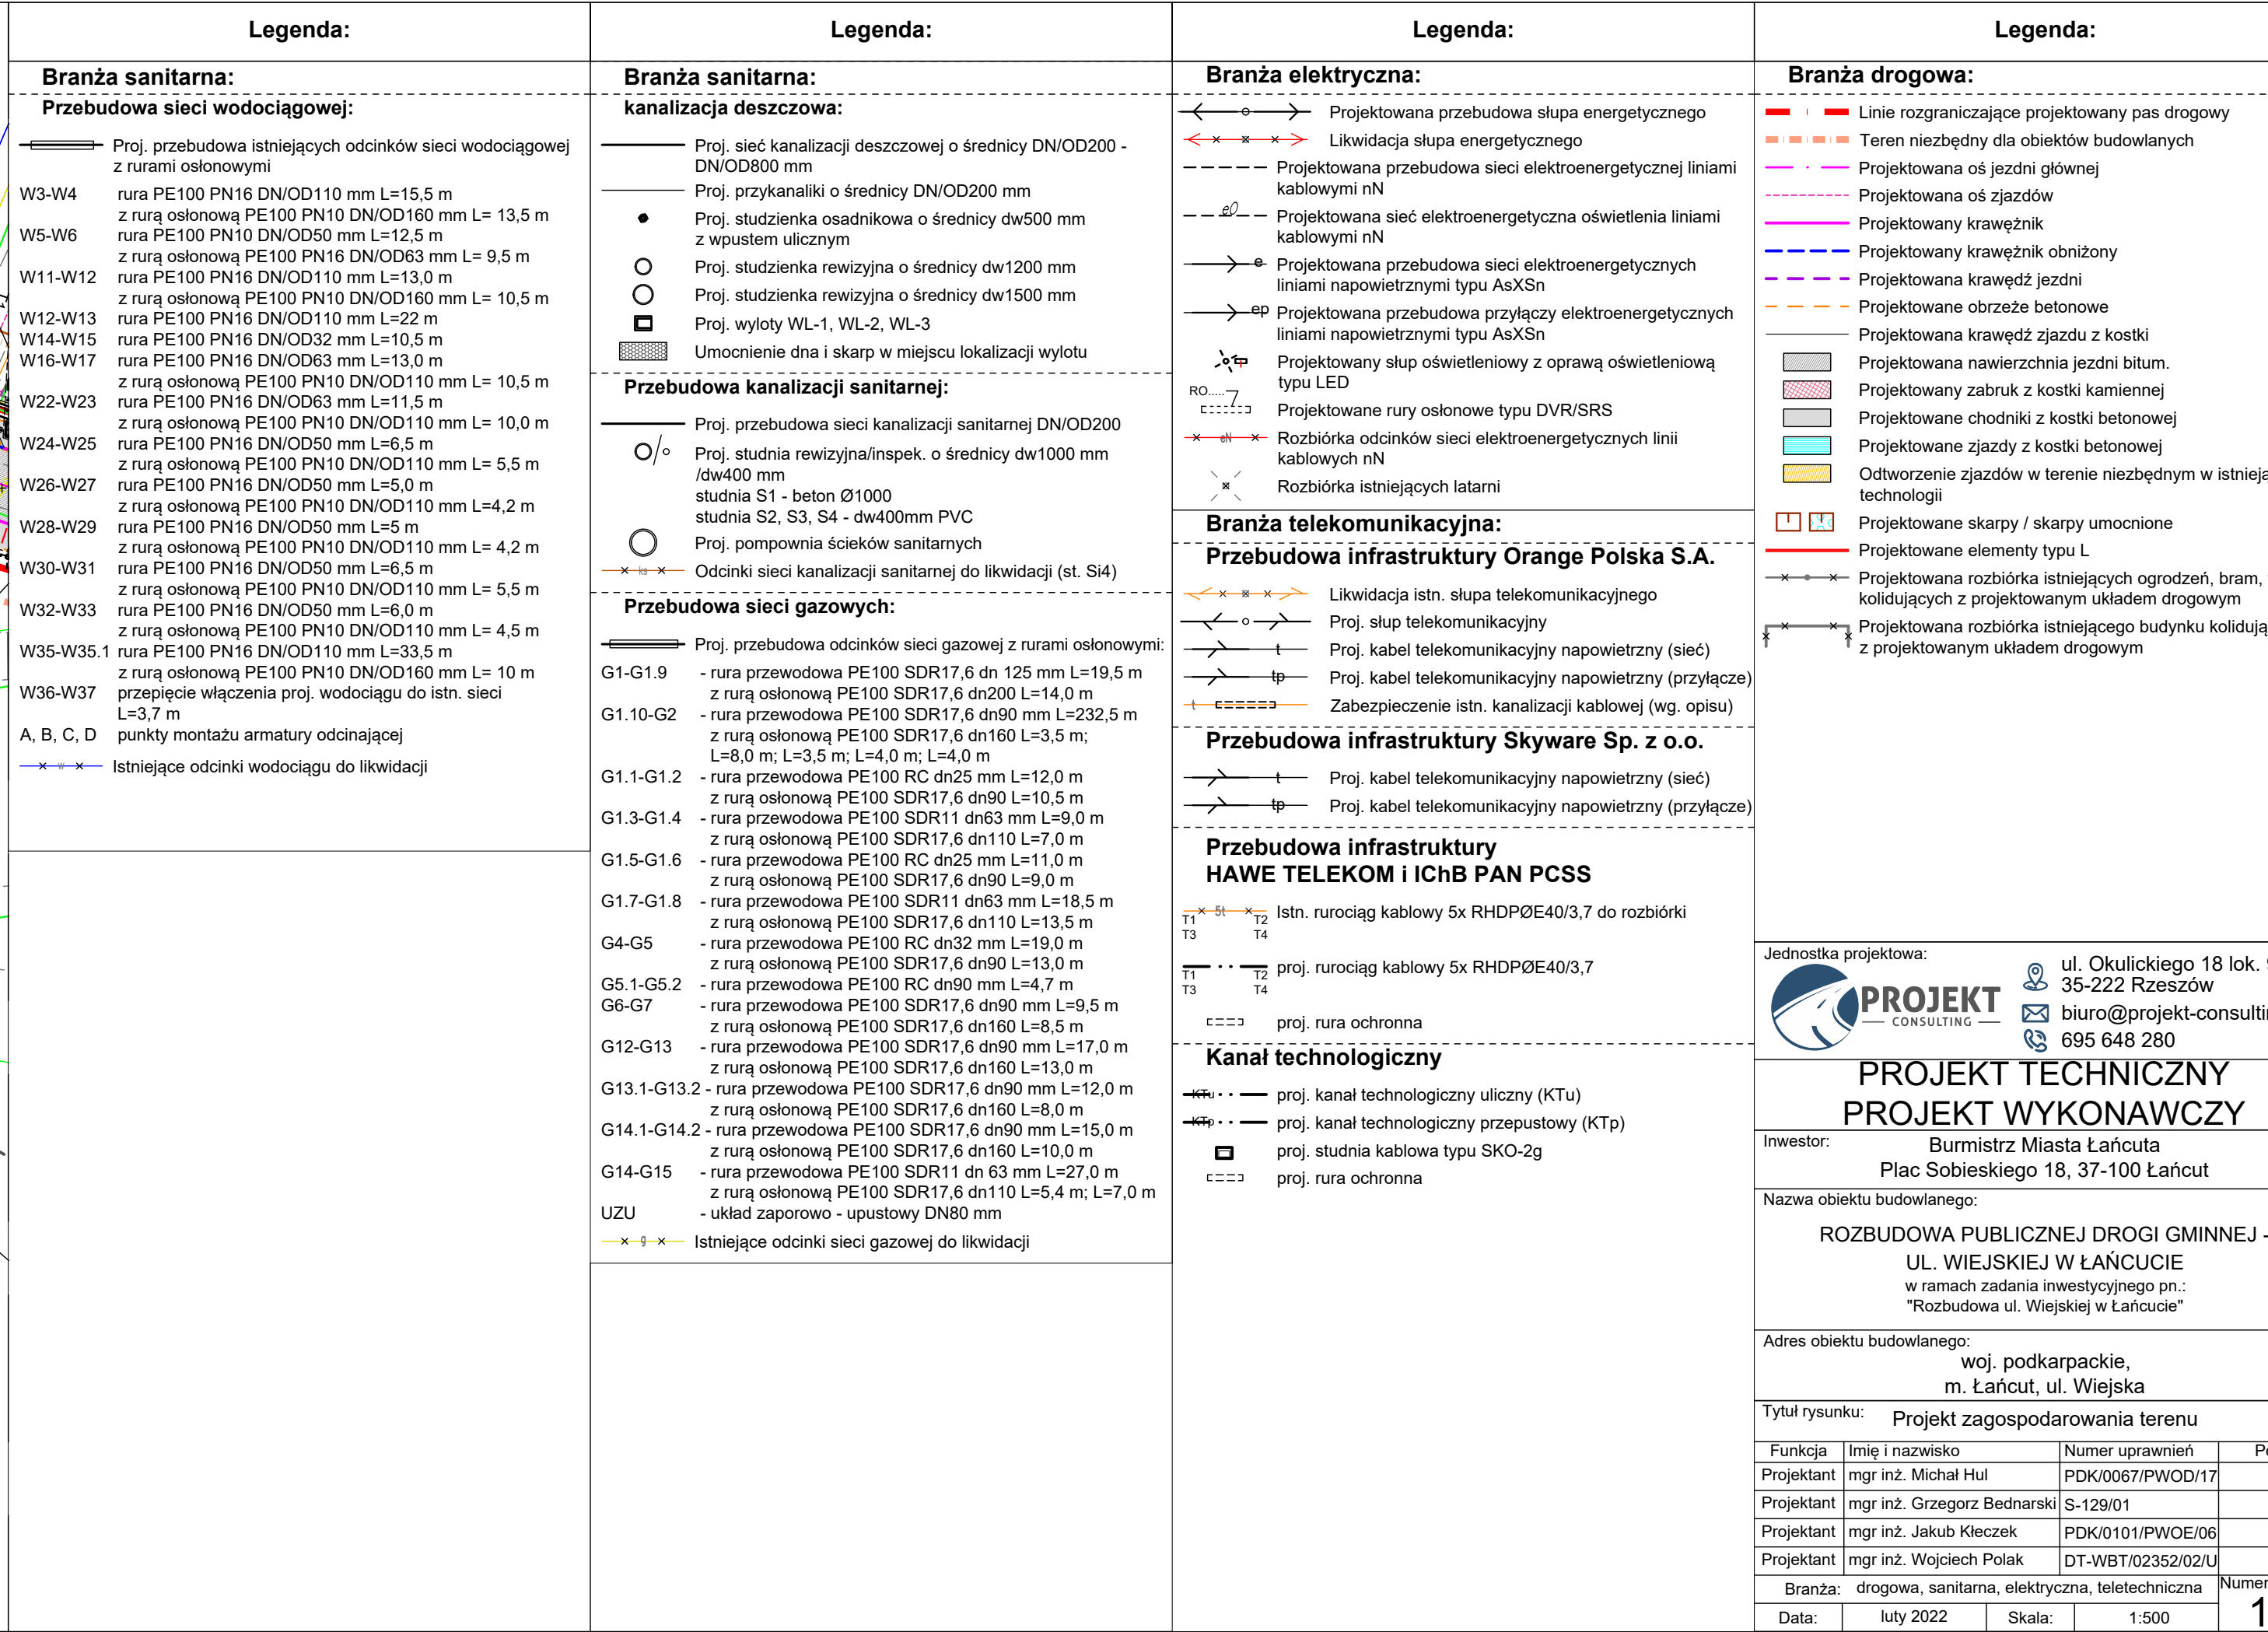 Legenda:
Branża sanitarna:
Przebudowa sieci wodociągowej:
Proj. przebudowa istniejących odcinków sieci wodociągowej
z rurami osłonowymi
W3-W4 rura PE100 PN16 DN/OD110 mm L=15,5 m
z rurą osłonową PE100 PN10 DN/OD160 mm L= 13,5 m
W5-W6 rura PE100 PN10 DN/OD50 mm L=12,5 m
z rurą osłonową PE100 PN16 DN/OD63 mm L= 9,5 m
W11-W12 rura PE100 PN16 DN/OD110 mm L=13,0 m
z rurą osłonową PE100 PN10 DN/OD160 mm L= 10,5 m
W12-W13 rura PE100 PN16 DN/OD110 mm L=22 m
W14-W15 rura PE100 PN16 DN/OD32 mm L=10,5 m
W16-W17 rura PE100 PN16 DN/OD63 mm L=13,0 m
z rurą osłonową PE100 PN10 DN/OD110 mm L= 10,5 m
W22-W23 rura PE100 PN16 DN/OD63 mm L=11,5 m
z rurą osłonową PE100 PN10 DN/OD110 mm L= 10,0 m
W24-W25 rura PE100 PN16 DN/OD50 mm L=6,5 m
z rurą osłonową PE100 PN10 DN/OD110 mm L= 5,5 m
W26-W27 rura PE100 PN16 DN/OD50 mm L=5,0 m
z rurą osłonową PE100 PN10 DN/OD110 mm L=4,2 m
W28-W29 rura PE100 PN16 DN/OD50 mm L=5 m
z rurą osłonową PE100 PN10 DN/OD110 mm L= 4,2 m
W30-W31 rura PE100 PN16 DN/OD50 mm L=6,5 m
z rurą osłonową PE100 PN10 DN/OD110 mm L= 5,5 m
W32-W33 rura PE100 PN16 DN/OD50 mm L=6,0 m
z rurą osłonową PE100 PN10 DN/OD110 mm L= 4,5 m
W35-W35.1 rura PE100 PN16 DN/OD110 mm L=33,5 m
z rurą osłonową PE100 PN10 DN/OD160 mm L= 10 m
W36-W37 przepięcie włączenia proj. wodociągu do istn. sieci
L=3,7 m
A, B, C, D punkty montażu armatury odcinającej
w Istniejące odcinki wodociągu do likwidacji
Legenda:
Branża sanitarna:
kanalizacja deszczowa:
Proj. sieć kanalizacji deszczowej o średnicy DN/OD200 -
DN/OD800 mm
Proj. przykanaliki o średnicy DN/OD200 mm
Proj. studzienka osadnikowa o średnicy dw500 mm
z wpustem ulicznym
Proj. studzienka rewizyjna o średnicy dw1200 mm
Proj. studzienka rewizyjna o średnicy dw1500 mm
Proj. wyloty WL-1, WL-2, WL-3
Umocnienie dna i skarp w miejscu lokalizacji wylotu
Przebudowa kanalizacji sanitarnej:
Proj. przebudowa sieci kanalizacji sanitarnej DN/OD200
Proj. studnia rewizyjna/inspek. o średnicy dw1000 mm
/dw400 mm
studnia S1 - beton Ø1000
studnia S2, S3, S4 - dw400mm PVC
Proj. pompownia ścieków sanitarnych
ks Odcinki sieci kanalizacji sanitarnej do likwidacji (st. Si4)
Przebudowa sieci gazowych:
Proj. przebudowa odcinków sieci gazowej z rurami osłonowymi:
G1-G1.9 - rura przewodowa PE100 SDR17,6 dn 125 mm L=19,5 m
z rurą osłonową PE100 SDR17,6 dn200 L=14,0 m
G1.10-G2 - rura przewodowa PE100 SDR17,6 dn90 mm L=232,5 m
z rurą osłonową PE100 SDR17,6 dn160 L=3,5 m;
L=8,0 m; L=3,5 m; L=4,0 m; L=4,0 m
G1.1-G1.2 - rura przewodowa PE100 RC dn25 mm L=12,0 m
z rurą osłonową PE100 SDR17,6 dn90 L=10,5 m
G1.3-G1.4 - rura przewodowa PE100 SDR11 dn63 mm L=9,0 m
z rurą osłonową PE100 SDR17,6 dn110 L=7,0 m
G1.5-G1.6 - rura przewodowa PE100 RC dn25 mm L=11,0 m
z rurą osłonową PE100 SDR17,6 dn90 L=9,0 m
G1.7-G1.8 - rura przewodowa PE100 SDR11 dn63 mm L=18,5 m
z rurą osłonową PE100 SDR17,6 dn110 L=13,5 m
G4-G5 - rura przewodowa PE100 RC dn32 mm L=19,0 m
z rurą osłonową PE100 SDR17,6 dn90 L=13,0 m
G5.1-G5.2 - rura przewodowa PE100 RC dn90 mm L=4,7 m
G6-G7 - rura przewodowa PE100 SDR17,6 dn90 mm L=9,5 m
z rurą osłonową PE100 SDR17,6 dn160 L=8,5 m
G12-G13 - rura przewodowa PE100 SDR17,6 dn90 mm L=17,0 m
z rurą osłonową PE100 SDR17,6 dn160 L=13,0 m
G13.1-G13.2 - rura przewodowa PE100 SDR17,6 dn90 mm L=12,0 m
z rurą osłonową PE100 SDR17,6 dn160 L=8,0 m
G14.1-G14.2 - rura przewodowa PE100 SDR17,6 dn90 mm L=15,0 m
z rurą osłonową PE100 SDR17,6 dn160 L=10,0 m
G14-G15 - rura przewodowa PE100 SDR11 dn 63 mm L=27,0 m
z rurą osłonową PE100 SDR17,6 dn110 L=5,4 m; L=7,0 m
UZU - układ zaporowo - upustowy DN80 mm
g Istniejące odcinki sieci gazowej do likwidacji
Legenda:
Branża elektryczna:
Projektowana przebudowa słupa energetycznego
Likwidacja słupa energetycznego
Projektowana przebudowa sieci elektroenergetycznej liniami
kablowymi nN
eO Projektowana sieć elektroenergetyczna oświetlenia liniami
kablowymi nN
e Projektowana przebudowa sieci elektroenergetycznych
liniami napowietrznymi typu AsXSn
ep Projektowana przebudowa przyłączy elektroenergetycznych
liniami napowietrznymi typu AsXSn
Projektowany słup oświetleniowy z oprawą oświetleniową
typu LED
RO.....
Projektowane rury osłonowe typu DVR/SRS
eN Rozbiórka odcinków sieci elektroenergetycznych linii
kablowych nN
Rozbiórka istniejących latarni
Branża telekomunikacyjna:
Przebudowa infrastruktury Orange Polska S.A.
Likwidacja istn. słupa telekomunikacyjnego
Proj. słup telekomunikacyjny
t Proj. kabel telekomunikacyjny napowietrzny (sieć)
tp Proj. kabel telekomunikacyjny napowietrzny (przyłącze)
t Zabezpieczenie istn. kanalizacji kablowej (wg. opisu)
Przebudowa infrastruktury Skyware Sp. z o.o.
t Proj. kabel telekomunikacyjny napowietrzny (sieć)
tp Proj. kabel telekomunikacyjny napowietrzny (przyłącze)
Przebudowa infrastruktury
HAWE TELEKOM i IChB PAN PCSS
5t Istn. rurociąg kablowy 5x RHDPØE40/3,7 do rozbiórki
T1 T2
T3 T4
proj. rurociąg kablowy 5x RHDPØE40/3,7
T1 T2
T3 T4
proj. rura ochronna
Kanał technologiczny
KTu proj. kanał technologiczny uliczny (KTu)
KTp proj. kanał technologiczny przepustowy (KTp)
proj. studnia kablowa typu SKO-2g
proj. rura ochronna
Legenda:
Branża drogowa:
Linie rozgraniczające projektowany pas drogowy
Teren niezbędny dla obiektów budowlanych
Projektowana oś jezdni głównej
Projektowana oś zjazdów
Projektowany krawężnik
Projektowany krawężnik obniżony
Projektowana krawędź jezdni
Projektowane obrzeże betonowe
Projektowana krawędź zjazdu z kostki
Projektowana nawierzchnia jezdni bitum.
Projektowany zabruk z kostki kamiennej
Projektowane chodniki z kostki betonowej
Projektowane zjazdy z kostki betonowej
Odtworzenie zjazdów w terenie niezbędnym w istnieją
technologii
Projektowane skarpy / skarpy umocnione
Projektowane elementy typu L
Projektowana rozbiórka istniejących ogrodzeń, bram,
kolidujących z projektowanym układem drogowym
Projektowana rozbiórka istniejącego budynku kolidują
z projektowanym układem drogowym
Jednostka projektowa:
PROJEKT
CONSULTING
ul. Okulickiego 18 lok.
35-222 Rzeszów
biuro@projekt-consulti
695 648 280
PROJEKT TECHNICZNY
PROJEKT WYKONAWCZY
Inwestor:
Burmistrz Miasta Łańcuta
Plac Sobieskiego 18, 37-100 Łańcut
Nazwa obiektu budowlanego:
ROZBUDOWA PUBLICZNEJ DROGI GMINNEJ -
UL. WIEJSKIEJ W ŁAŃCUCIE
w ramach zadania inwestycyjnego pn.:
"Rozbudowa ul. Wiejskiej w Łańcucie"
Adres obiektu budowlanego:
woj. podkarpackie,
m. Łańcut, ul. Wiejska
Tytuł rysunku: Projekt zagospodarowania terenu
Funkcja Imię i nazwisko Numer uprawnień
Projektant mgr inż. Michał Hul PDK/0067/PWOD/17
Projektant mgr inż. Grzegorz Bednarski S-129/01
Projektant mgr inż. Jakub Kłeczek PDK/0101/PWOE/06
Projektant mgr inż. Wojciech Polak DT-WBT/02352/02/U
Branża: drogowa, sanitarna, elektryczna, teletechniczna Numer
Data: luty 2022 Skala: 1:500 1